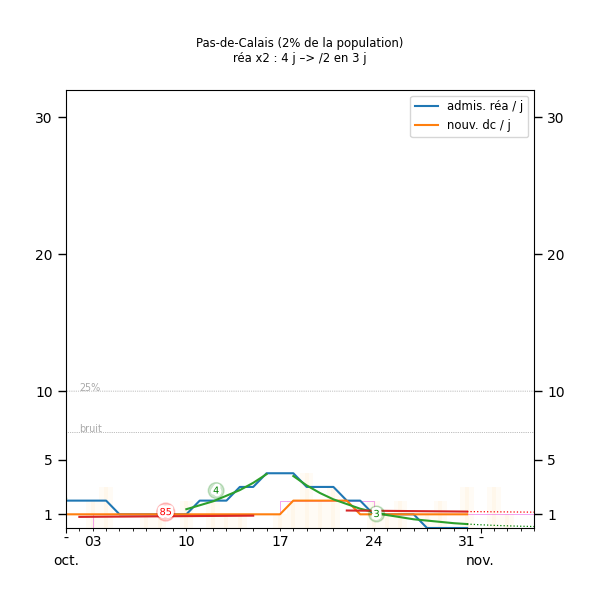 Pas-de-Calais (2% de la population)
réa x2 : 4 j –> /2 en 3 j
admis. réa / j
nouv. dc / j
30
30
20
20
10
10
25%
bruit
5
5
4
85
3
1
1
- 03 10 17 24 31 -
oct. nov.